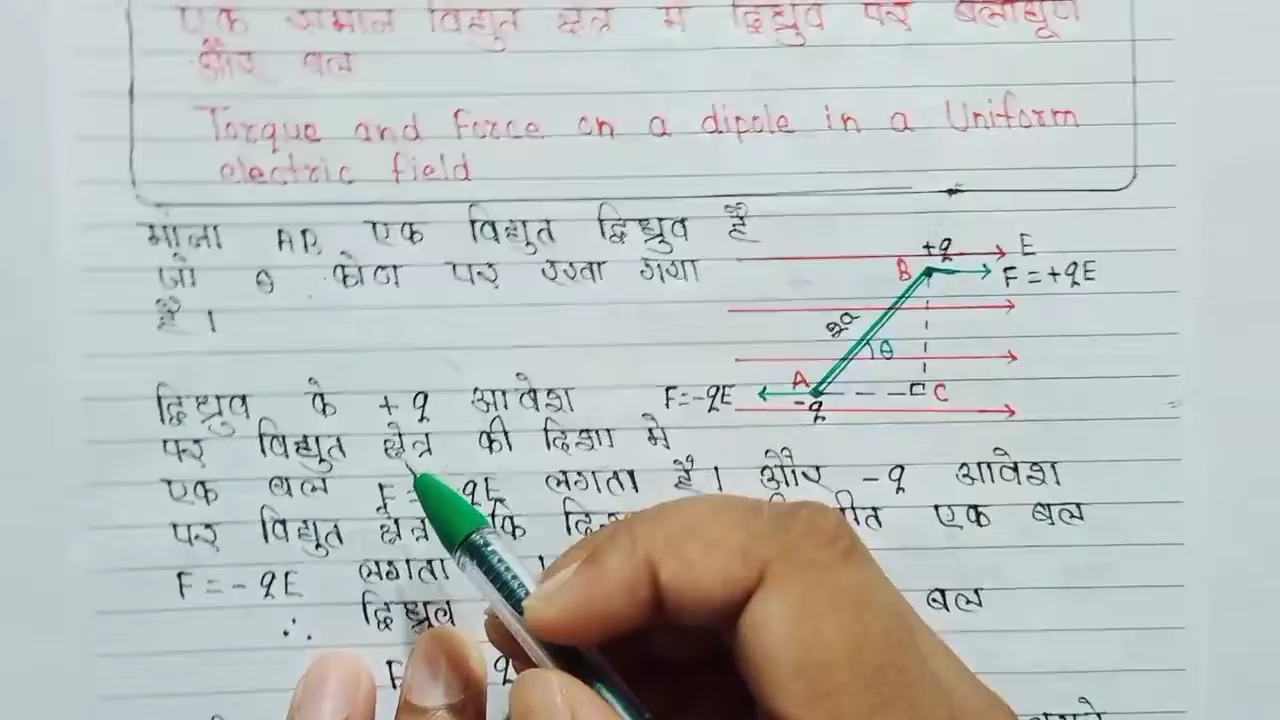 एक समान विद्युत क्षेत्र में द्विध्रुव पर बलाघूर्ण
और बल
Torque and Force on a dipole in a Uniform
electric field
माना AB एक विद्युत द्विध्रुव है
जो θ कोण पर रखा गया
है।
+q
E
B
F = +qE
2a
θ
A
F = -qE
-q
C
द्विध्रुव के +q आवेश
पर विद्युत क्षेत्र की दिशा मे
एक बल F = qE लगता है। और -q आवेश
पर विद्युत क्षेत्र कि एक बल
F = - qE लगता
∴ द्विध्रुव बल
F q